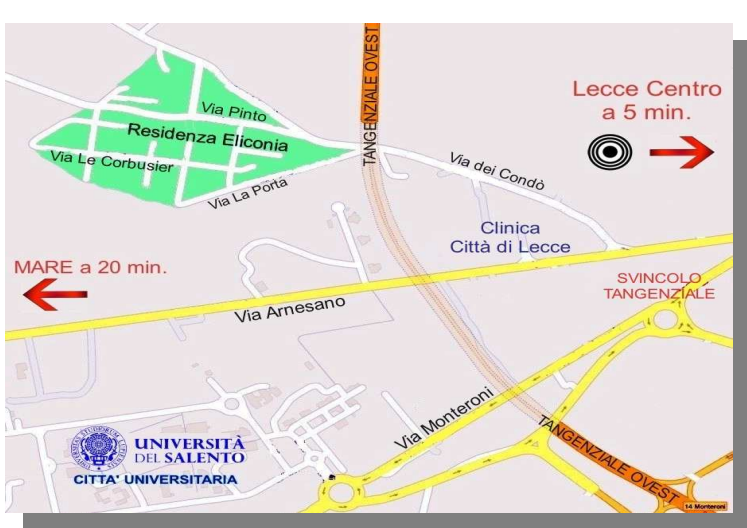 TANGENZIALE OVEST
Lecce Centro
a 5 min.
Via Pinto
Residenza Eliconia
Via Le Corbusier
Via La Porta
Via dei Condò
Clinica
Città di Lecce
MARE a 20 min.
SVINCOLO
TANGENZIALE
Via Arnesano
Via Monteroni
TANGENZIALE OVEST
UNIVERSITÀ
DEL SALENTO
CITTA' UNIVERSITARIA
14 Monteroni